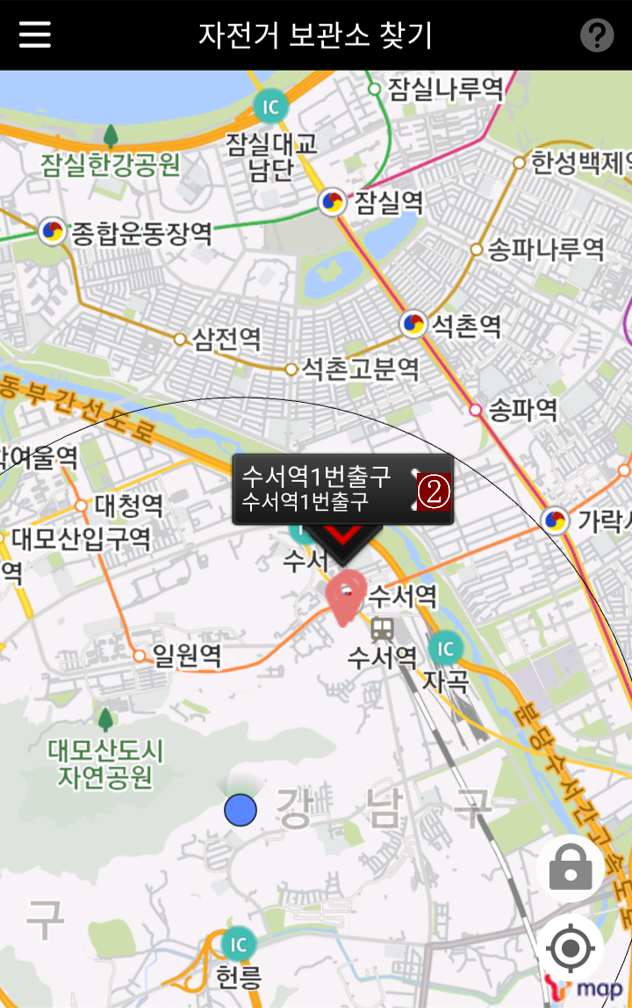 자전거 보관소 찾기
?
IC
잠실나루역
잠실대교
남단
잠실한강공원
한성백제역
잠실역
종합운동장역
송파나루역
석촌역
삼전역
석촌고분역
동부간선도로
송파역
학여울역
수서역1번출구
수서역1번출구
②
대청역
가락시
대모산입구역
역
수서
수서역
일원역
수서역
IC
자곡
분당수서간고속도로
대모산도시
자연공원
강남구
구
IC
헌릉
T map